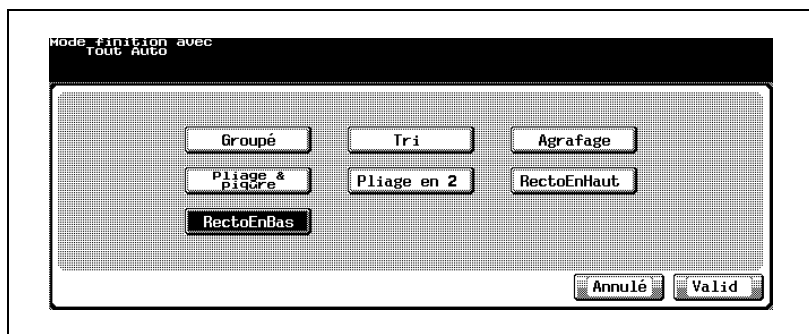 Mode finition avec
Tout Auto
Groupé Tri Agrafage
Pliage & piqûre Pliage en 2 RectoEnHaut
RectoEnBas
Annulé Valid